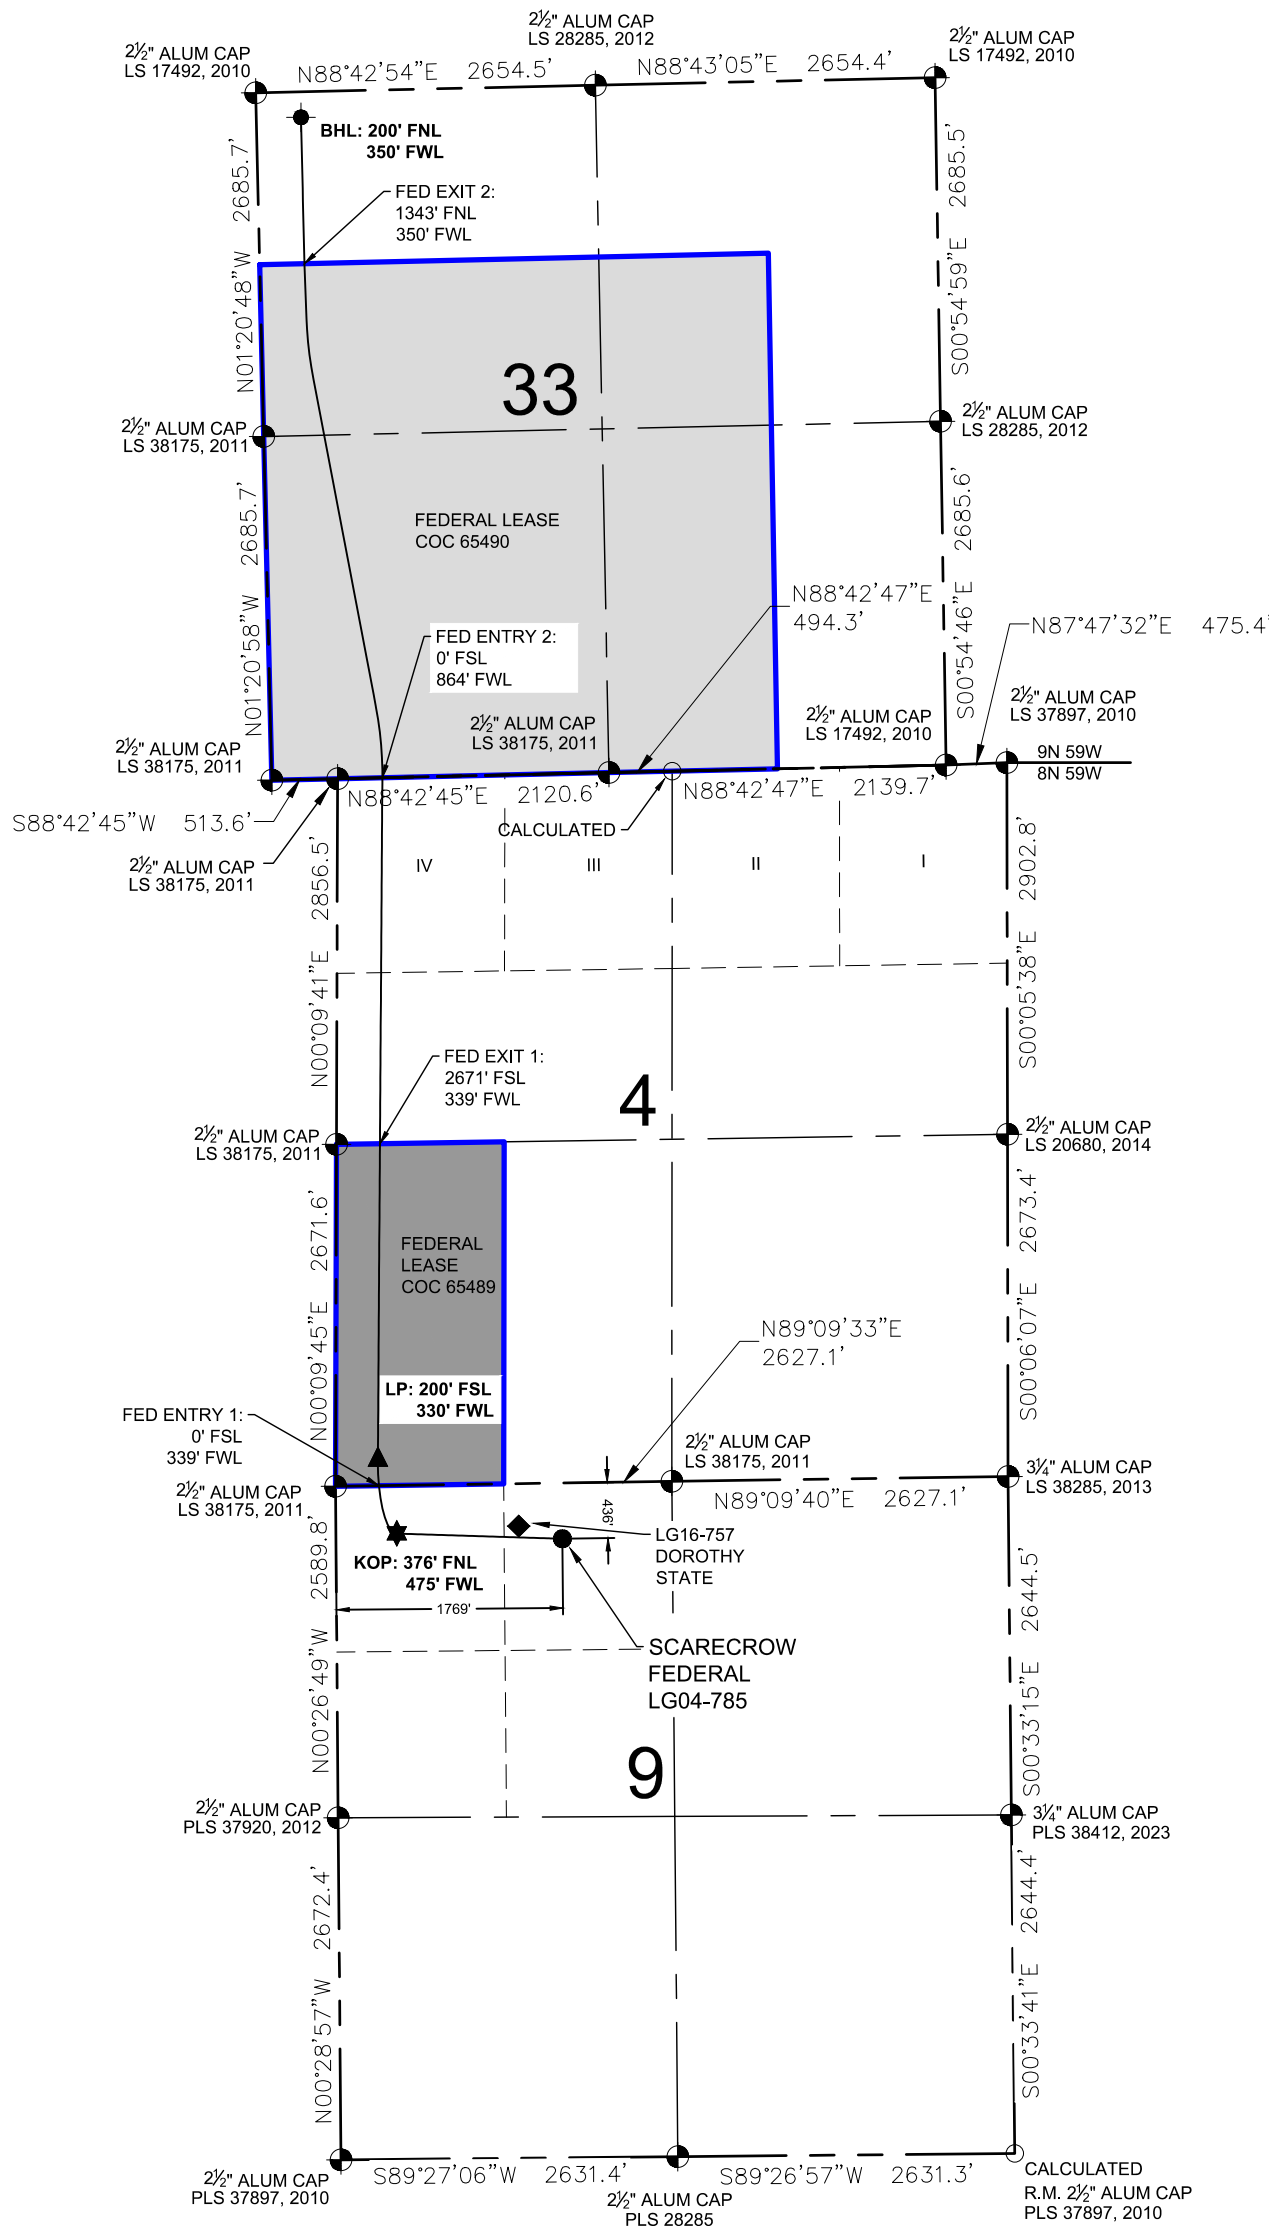 2½" ALUM CAP
LS 28285, 2012
2½" ALUM CAP
LS 17492, 2010
2½" ALUM CAP
LS 17492, 2010
N88°42'54"E 2654.5'
N88°43'05"E 2654.4'
BHL: 200' FNL
350' FWL
2685.7'
2685.5'
FED EXIT 2:
1343' FNL
350' FWL
N01°20'48"W
S00°54'59"E
33
2½" ALUM CAP
LS 38175, 2011
2½" ALUM CAP
LS 28285, 2012
2685.7'
2685.6'
FEDERAL LEASE
COC 65490
N88°42'47"E
494.3'
N87°47'32"E 475.4'
N01°20'58"W
S00°54'46"E
FED ENTRY 2:
0' FSL
864' FWL
2½" ALUM CAP
LS 37897, 2010
2½" ALUM CAP
LS 38175, 2011
2½" ALUM CAP
LS 17492, 2010
2½" ALUM CAP
LS 38175, 2011
9N 59W
8N 59W
N88°42'45"E 2120.6'
N88°42'47"E 2139.7'
S88°42'45"W 513.6'
CALCULATED
2½" ALUM CAP
LS 38175, 2011
IV
III
II
I
2856.5'
2902.8'
N00°09'41"E
S00°05'38"E
FED EXIT 1:
2671' FSL
339' FWL
4
2½" ALUM CAP
LS 38175, 2011
2½" ALUM CAP
LS 20680, 2014
2671.6'
2673.4'
FEDERAL
LEASE
COC 65489
N00°09'45"E
S00°06'07"E
N89°09'33"E
2627.1'
LP: 200' FSL
330' FWL
FED ENTRY 1:
0' FSL
339' FWL
2½" ALUM CAP
LS 38175, 2011
2½" ALUM CAP
LS 38175, 2011
3¼" ALUM CAP
LS 38285, 2013
N89°09'40"E 2627.1'
436'
LG16-757
DOROTHY
STATE
KOP: 376' FNL
475' FWL
2589.8'
2644.5'
1769'
SCARECROW
FEDERAL
LG04-785
N00°26'49"W
S00°33'15"E
9
2½" ALUM CAP
PLS 37920, 2012
3¼" ALUM CAP
PLS 38412, 2023
2672.4'
2644.4'
N00°28'57"W
S00°33'41"E
S89°27'06"W 2631.4'
S89°26'57"W 2631.3'
2½" ALUM CAP
PLS 37897, 2010
2½" ALUM CAP
PLS 28285
CALCULATED
R.M. 2½" ALUM CAP
PLS 37897, 2010